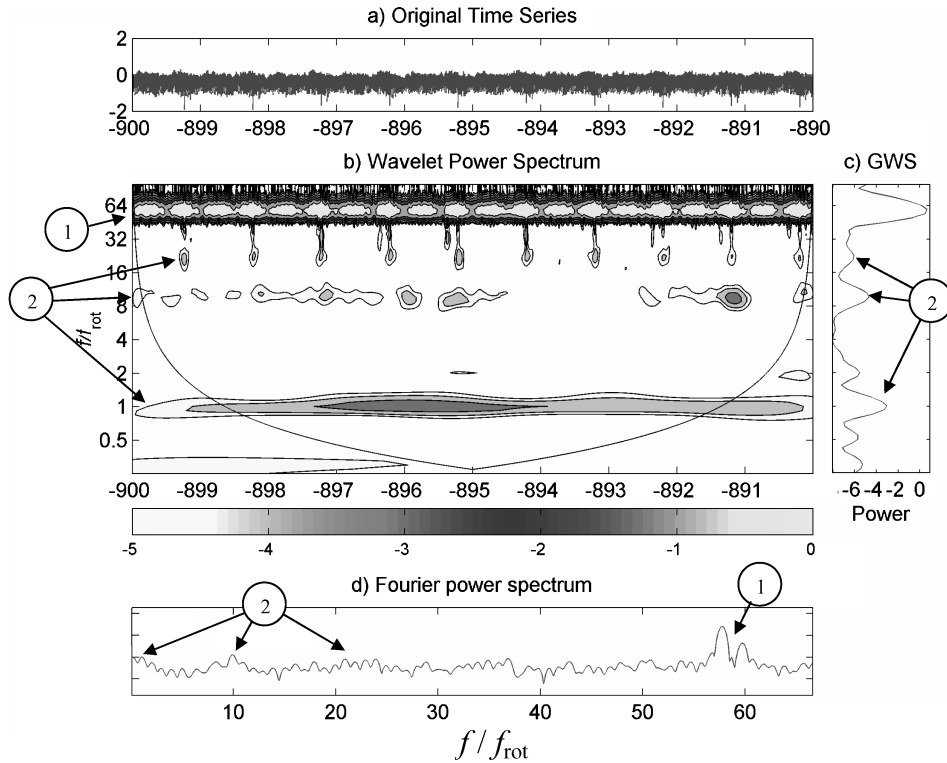 a) Original Time Series
2
0
-2
-900 -899 -898 -897 -896 -895 -894 -893 -892 -891 -890
b) Wavelet Power Spectrum
c) GWS
64
32
16
8
4
2
1
0.5
f/f_rot
1
2
2
-900 -899 -898 -897 -896 -895 -894 -893 -892 -891
-6 -4 -2 0
Power
-5 -4 -3 -2 -1 0
d) Fourier power spectrum
2
1
10 20 30 40 50 60
f / f_rot